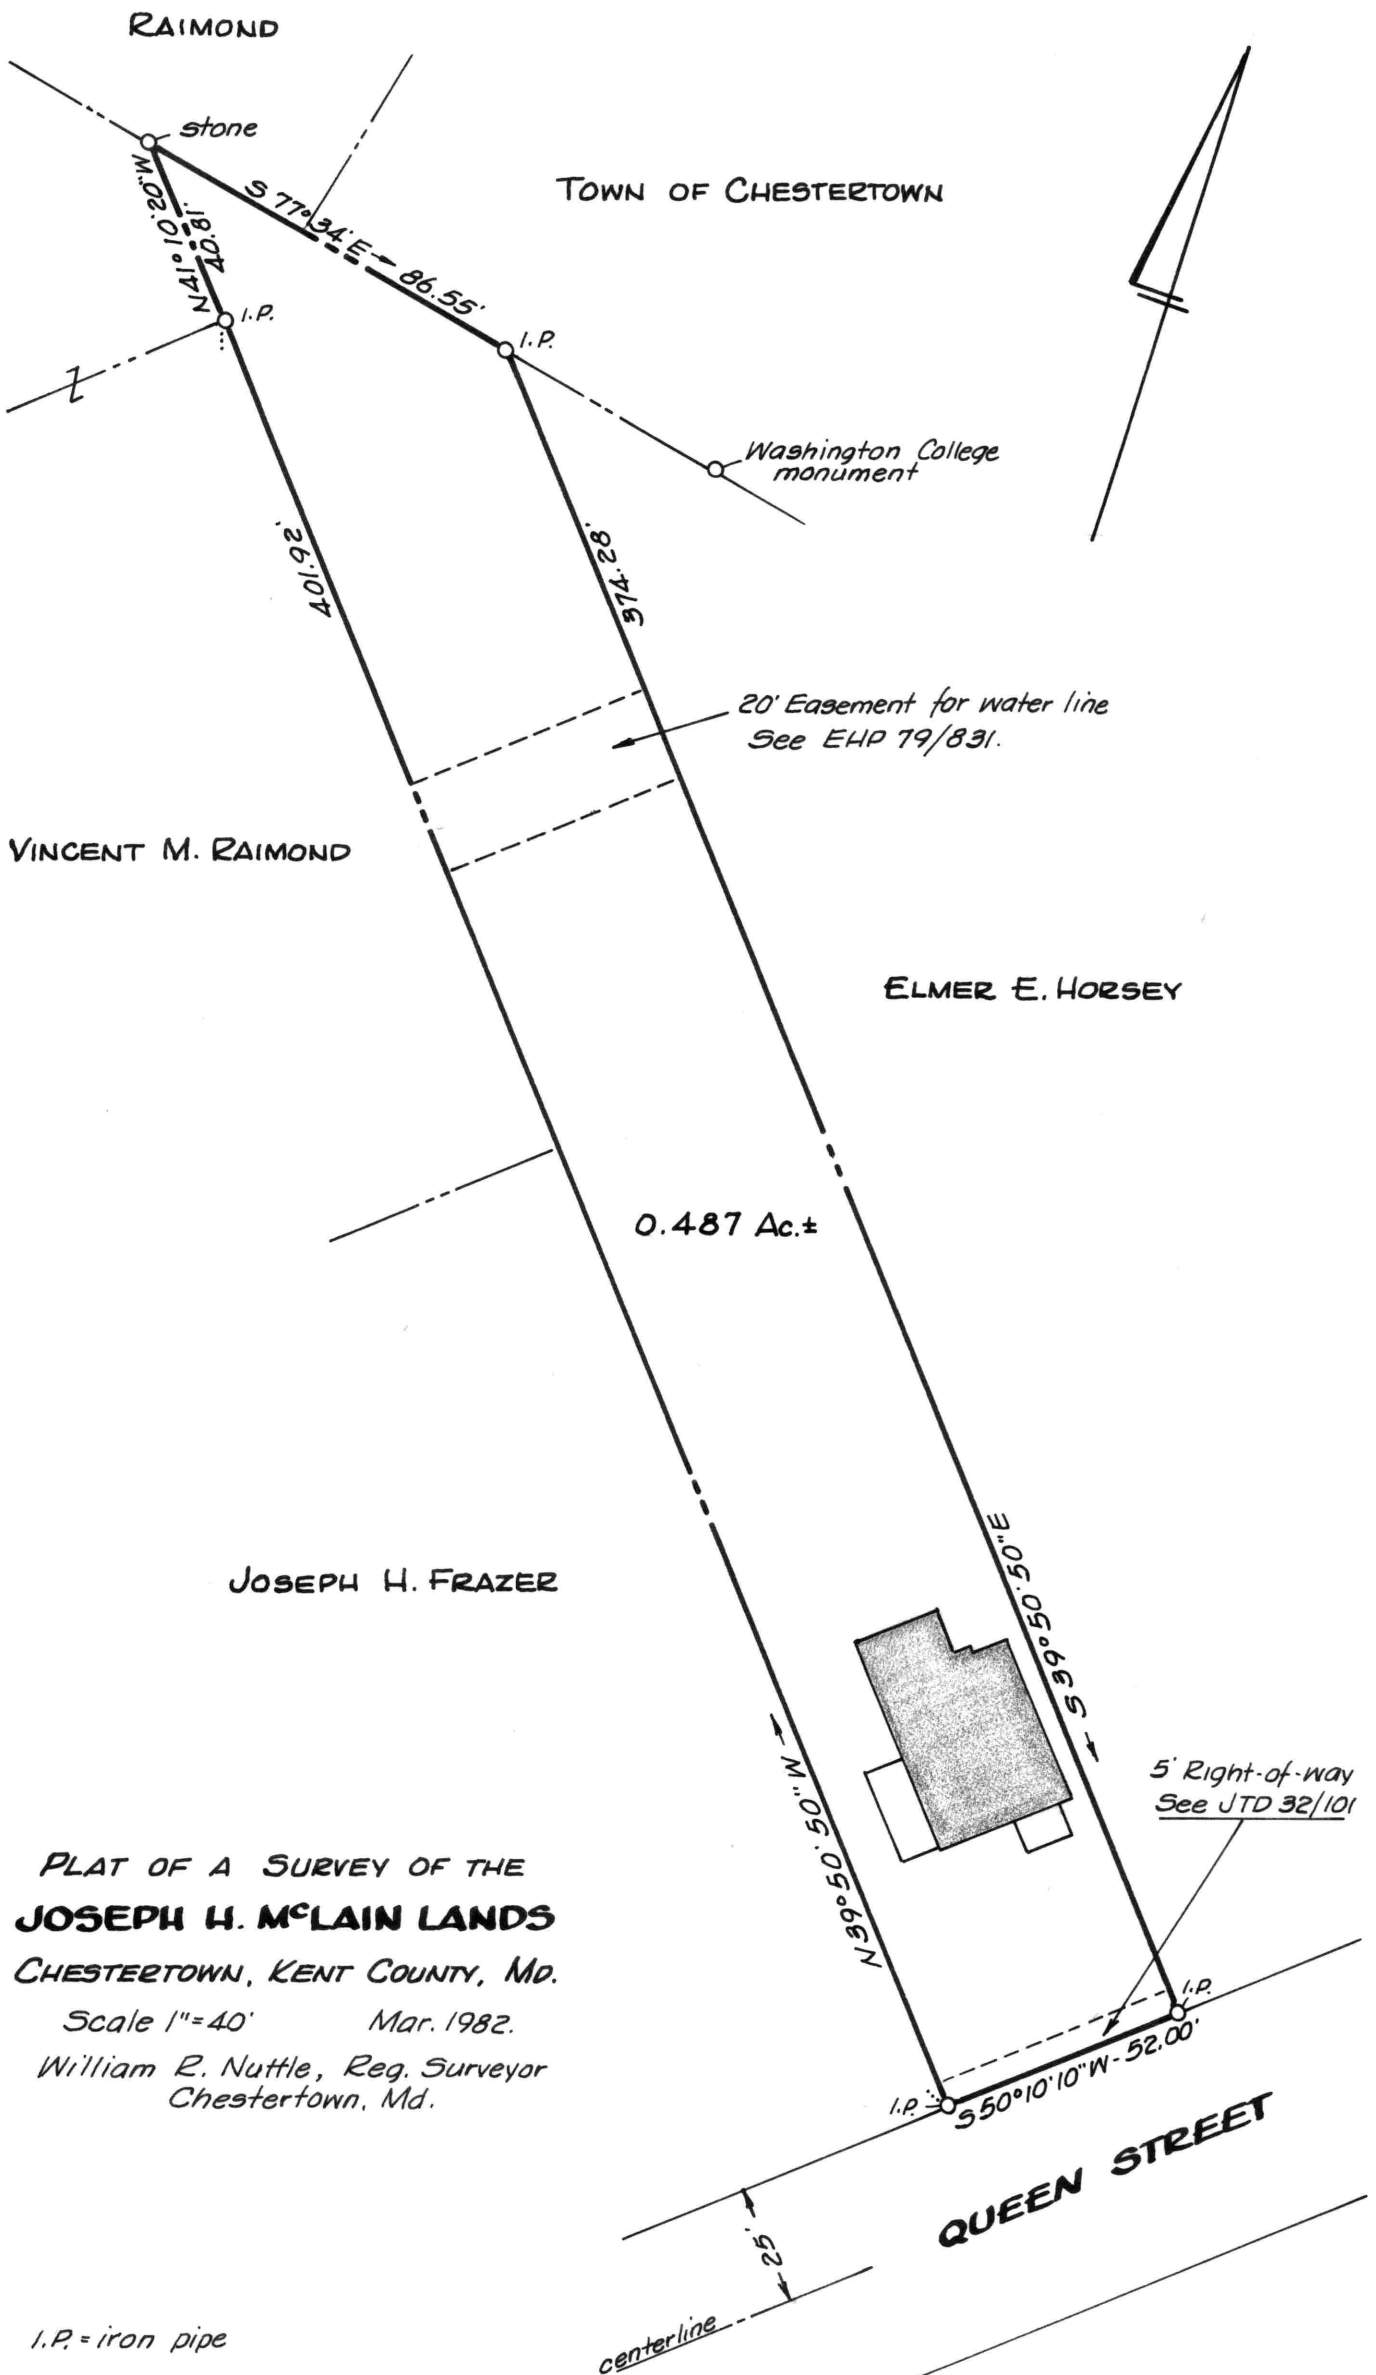 RAIMOND
stone
TOWN OF CHESTERTOWN
S 77°34' E → 86.55'
N41°10'20"W
40.81'
I.P.
I.P.
Washington College
monument
401.92'
374.28'
20' Easement for water line
See EHP 79/831.
VINCENT M. RAIMOND
ELMER E. HORSEY
0.487 Ac.±
JOSEPH H. FRAZER
S 39°50'50"E
N39°50'50"W
5' Right-of-way
See JTD 32/101
PLAT OF A SURVEY OF THE
JOSEPH H. McLAIN LANDS
CHESTERTOWN, KENT COUNTY, MD.
Scale 1"=40' Mar. 1982.
William R. Nuttle, Reg. Surveyor
Chestertown, Md.
I.P.
I.P.
S50°10'10"W - 52.00'
QUEEN STREET
25'
centerline
I.P. = iron pipe